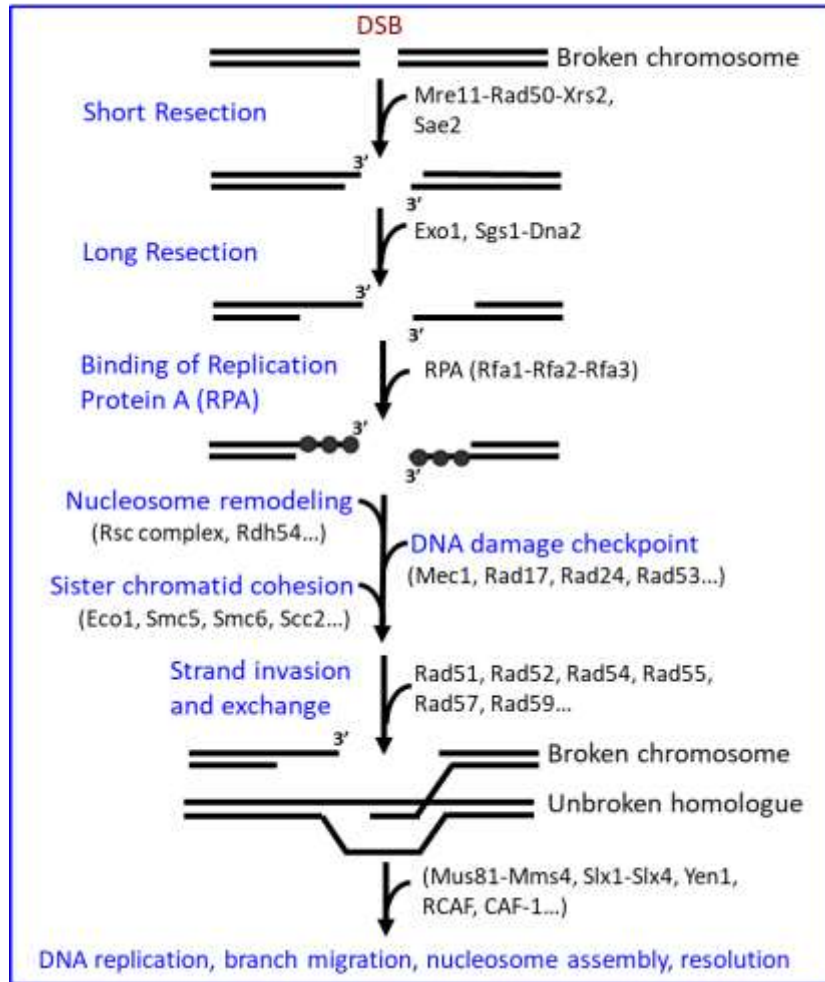 DSB
Broken chromosome
Short Resection
Mre11-Rad50-Xrs2,
Sae2
3’
3’
Long Resection
Exo1, Sgs1-Dna2
3’
3’
Binding of Replication
Protein A (RPA)
RPA (Rfa1-Rfa2-Rfa3)
3’
3’
Nucleosome remodeling
(Rsc complex, Rdh54...)
DNA damage checkpoint
(Mec1, Rad17, Rad24, Rad53...)
Sister chromatid cohesion
(Eco1, Smc5, Smc6, Scc2...)
Strand invasion
and exchange
Rad51, Rad52, Rad54, Rad55,
Rad57, Rad59...
3’
Broken chromosome
Unbroken homologue
(Mus81-Mms4, Slx1-Slx4, Yen1,
RCAF, CAF-1...)
DNA replication, branch migration, nucleosome assembly, resolution